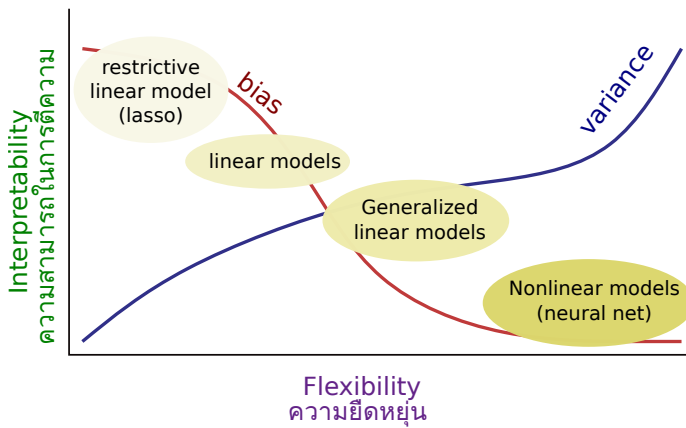 restrictive
linear model
(lasso)
bias
variance
linear models
Generalized
linear models
Nonlinear models
(neural net)
Interpretability
ความสามารถในการตีความ
Flexibility
ความยืดหยุ่น